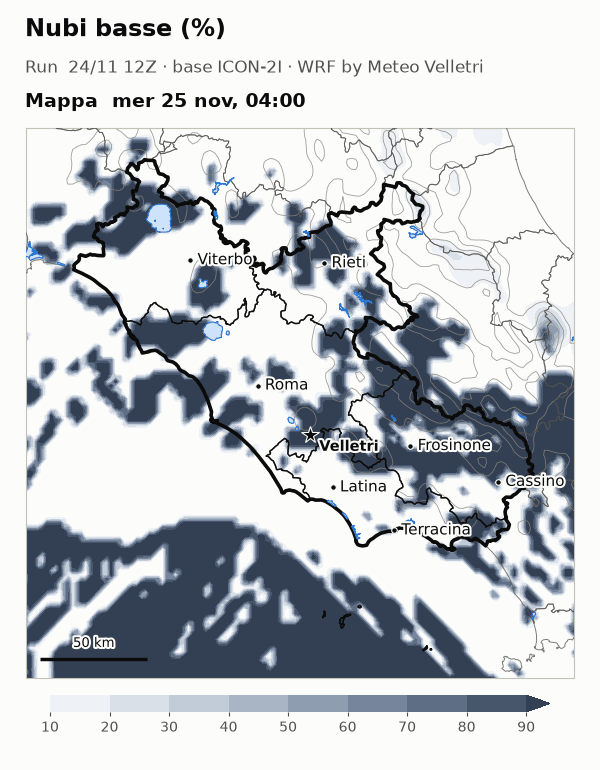 Nubi basse (%)
Run  24/11 12Z · base ICON-2I · WRF by Meteo Velletri
Mappa  mer 25 nov, 04:00
Viterbo
Rieti
Roma
Velletri
Frosinone
Cassino
Latina
Terracina
50 km
10 20 30 40 50 60 70 80 90